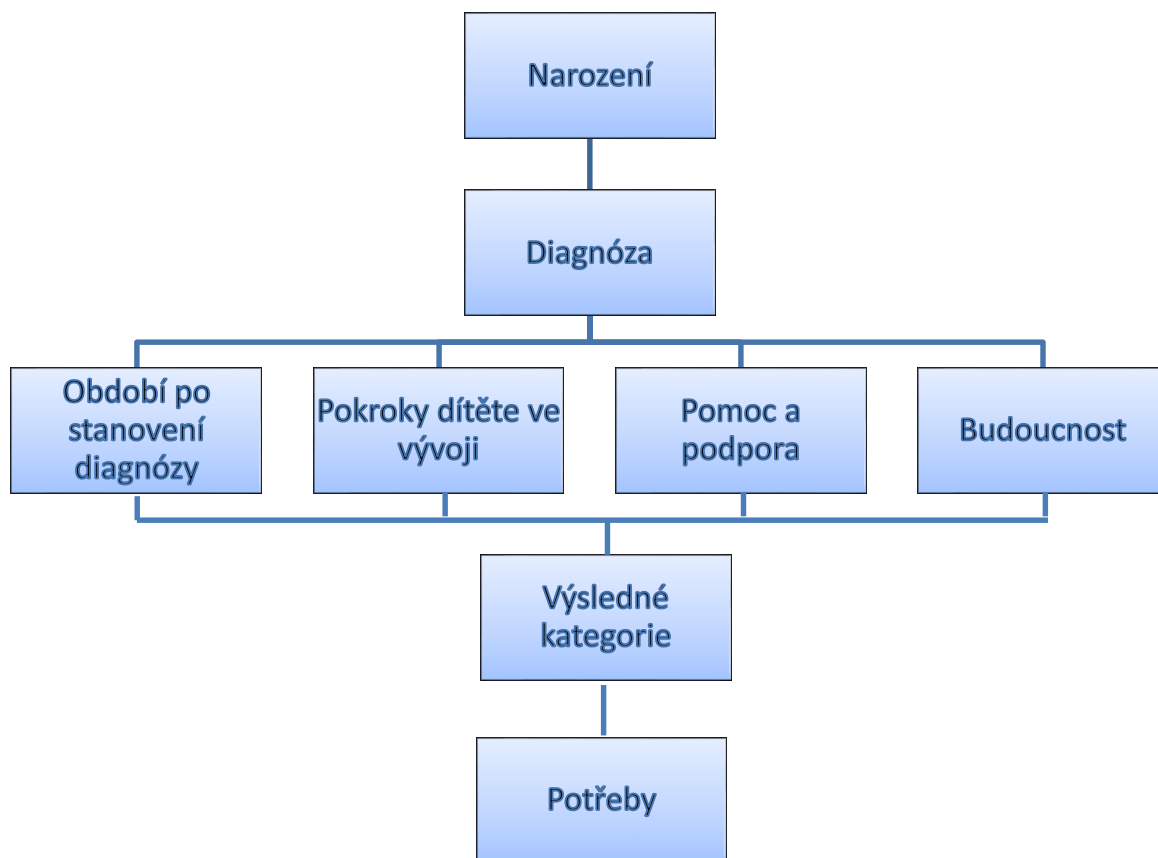 Narození
Diagnóza
Období po
stanovení
diagnózy
Pokroky dítěte ve
vývoji
Pomoc a
podpora
Budoucnost
Výsledné
kategorie
Potřeby